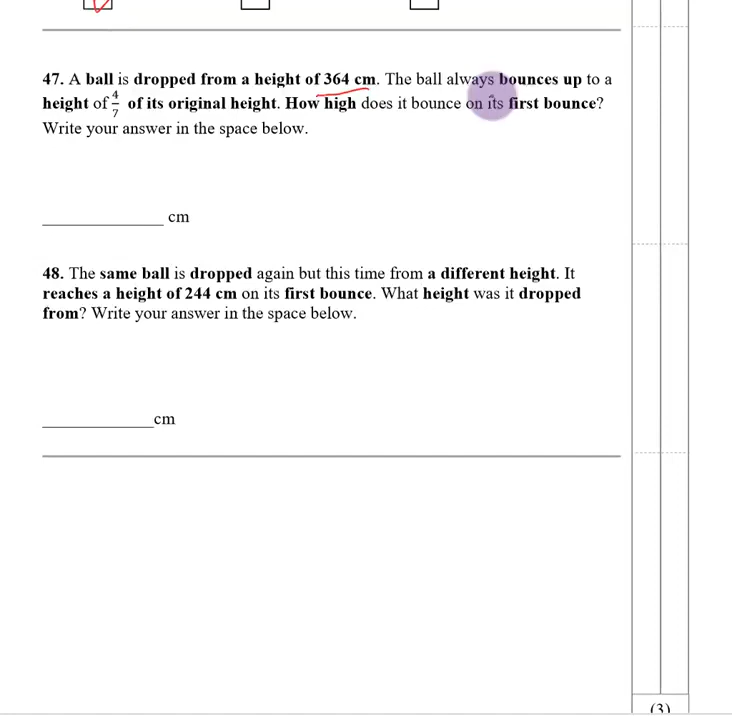 47. A ball is dropped from a height of 364 cm. The ball always bounces up to a
height of 4/7 of its original height. How high does it bounce on its first bounce?
Write your answer in the space below.
____________ cm
48. The same ball is dropped again but this time from a different height. It
reaches a height of 244 cm on its first bounce. What height was it dropped
from? Write your answer in the space below.
____________cm
(3)